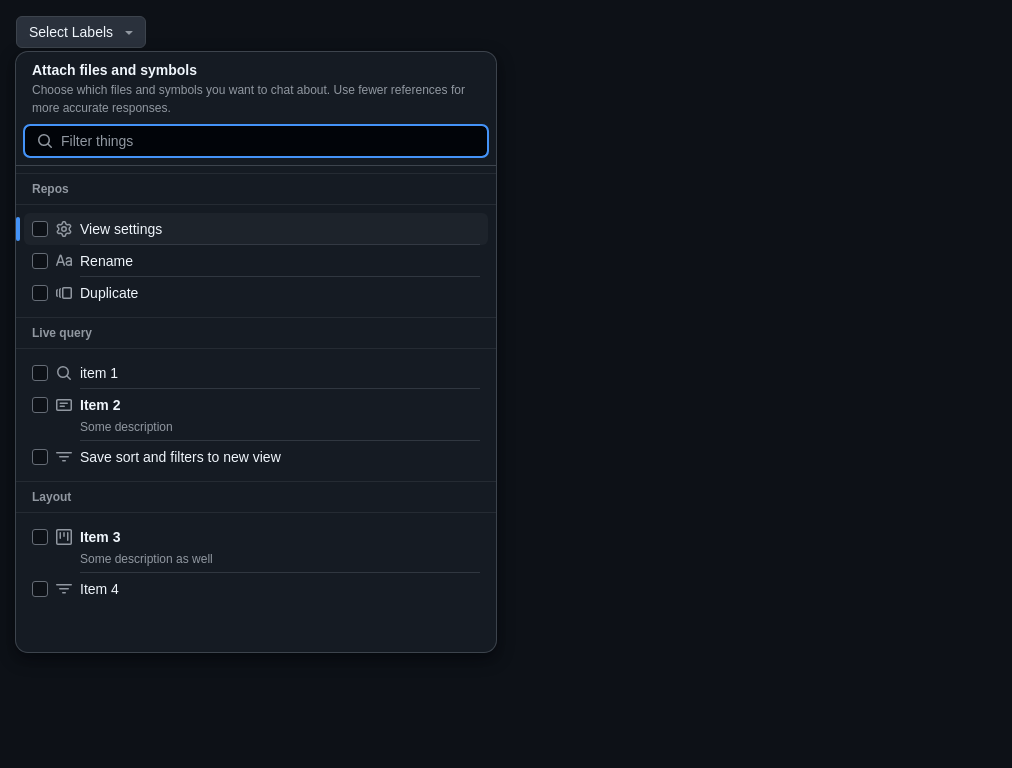 Select Labels
Attach files and symbols
Choose which files and symbols you want to chat about. Use fewer references for
more accurate responses.
Filter things
Repos
View settings
Rename
Duplicate
Live query
item 1
Item 2
Some description
Save sort and filters to new view
Layout
Item 3
Some description as well
Item 4